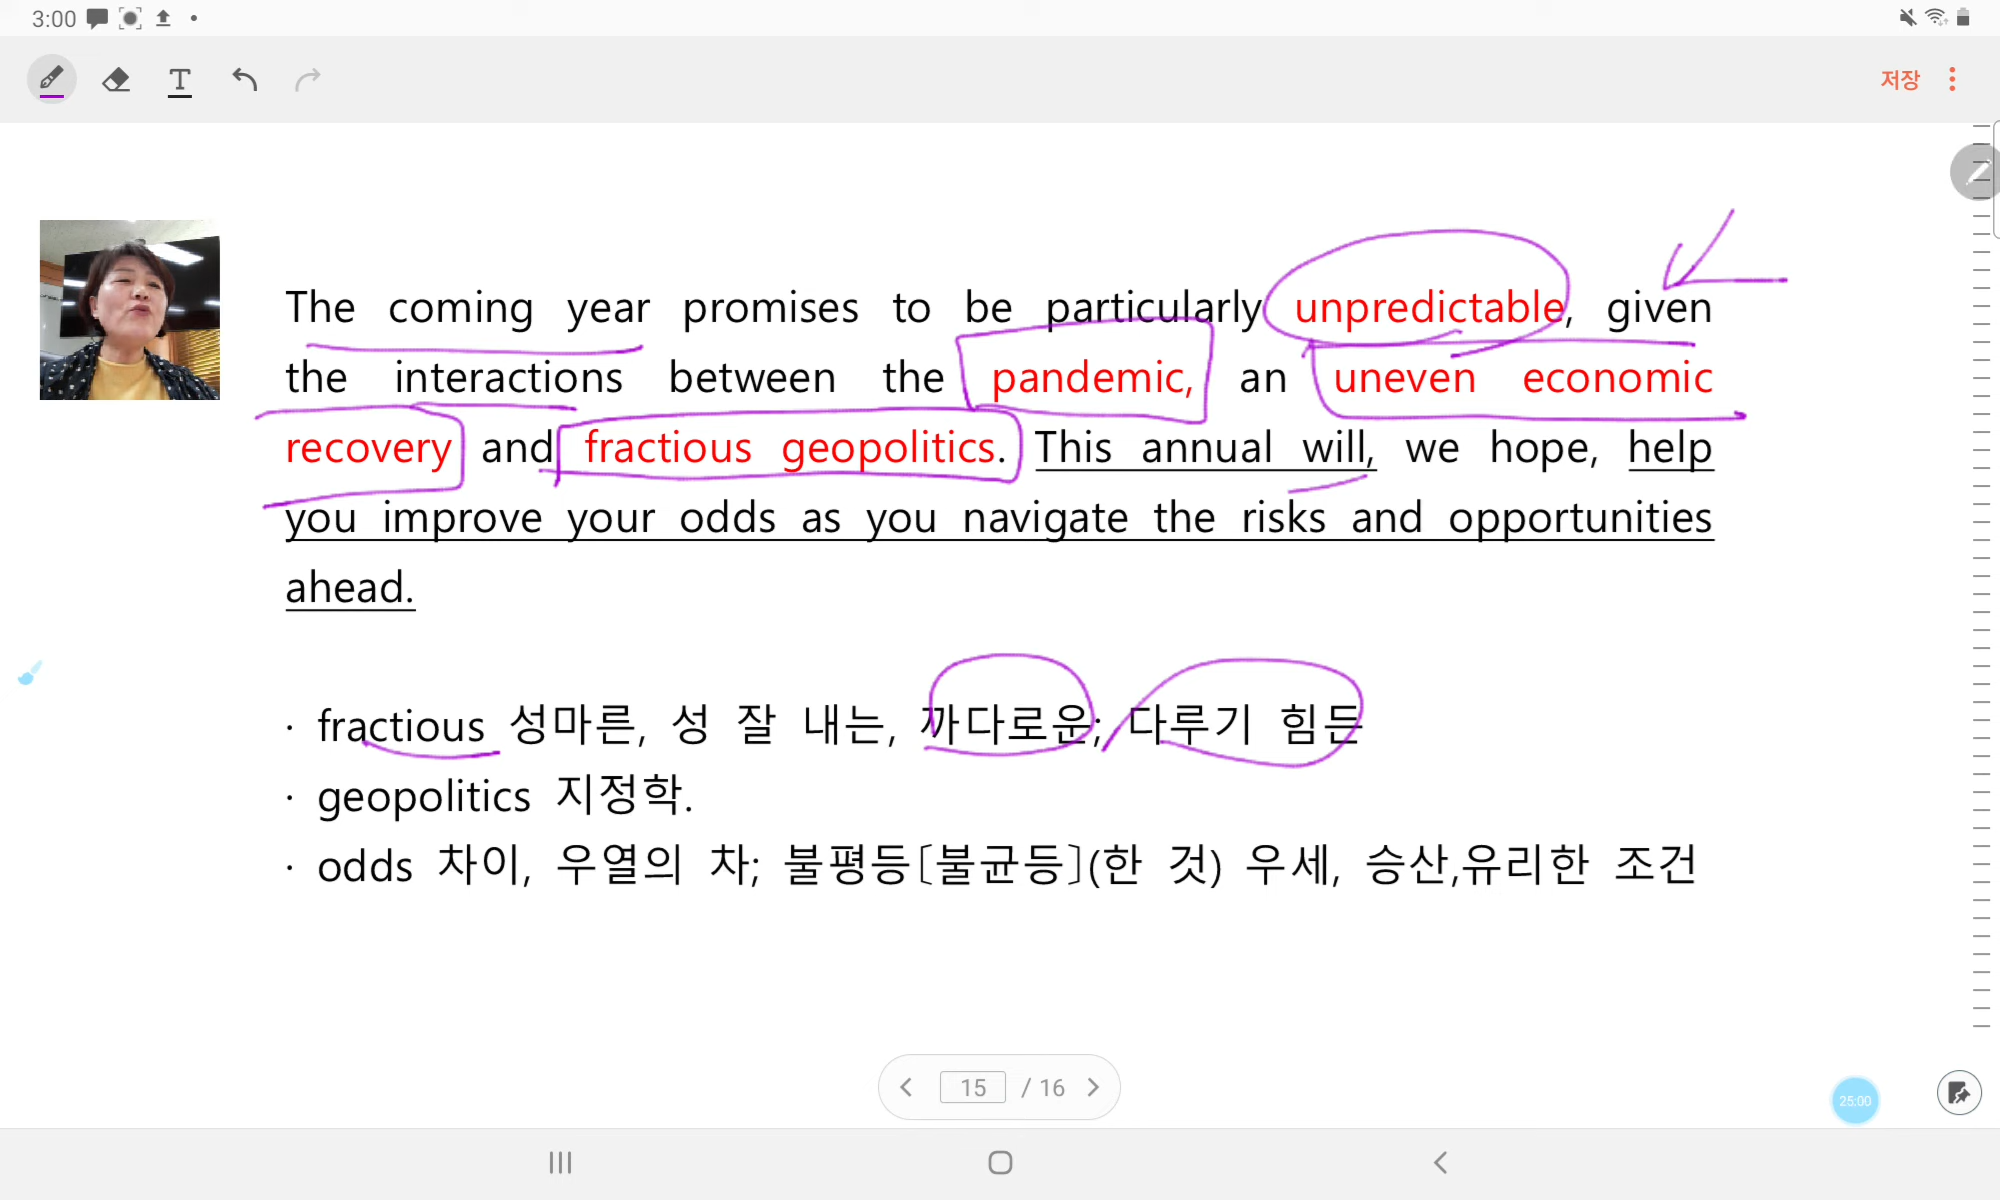 3:00
저장
The coming year promises to be particularly unpredictable, given
the interactions between the pandemic, an uneven economic
recovery and fractious geopolitics. This annual will, we hope, help
you improve your odds as you navigate the risks and opportunities
ahead.
· fractious 성마른, 성 잘 내는, 까다로운; 다루기 힘든
· geopolitics 지정학.
· odds 차이, 우열의 차; 불평등〔불균등〕(한 것) 우세, 승산,유리한 조건
15 / 16
25:00